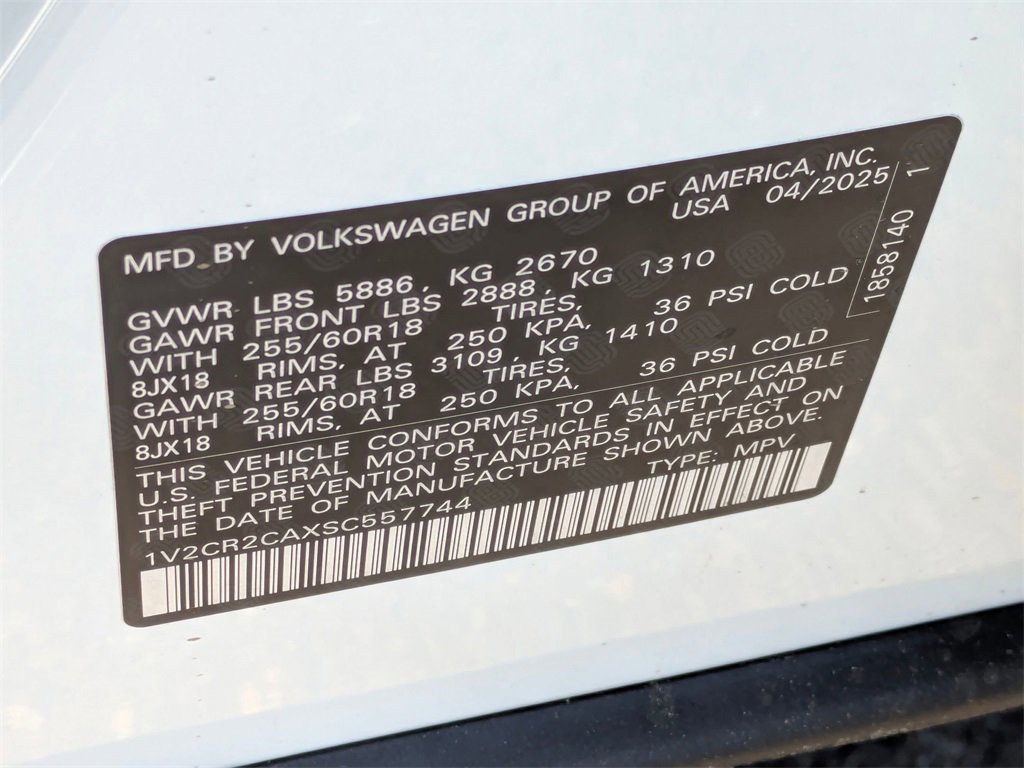 MFD. BY VOLKSWAGEN GROUP OF AMERICA, INC.
USA 04/2025
GVWR LBS 5886, KG 2670
GAWR FRONT LBS 2888, KG 1310
WITH 255/60R18 TIRES,
8JX18 RIMS, AT 250 KPA, 36 PSI COLD
GAWR REAR LBS 3109, KG 1410
WITH 255/60R18 TIRES,
8JX18 RIMS, AT 250 KPA, 36 PSI COLD
1858140 1
THIS VEHICLE CONFORMS TO ALL APPLICABLE
U.S. FEDERAL MOTOR VEHICLE SAFETY AND
THEFT PREVENTION STANDARDS IN EFFECT ON
THE DATE OF MANUFACTURE SHOWN ABOVE.
1V2CR2CAXSC557744 TYPE: MPV